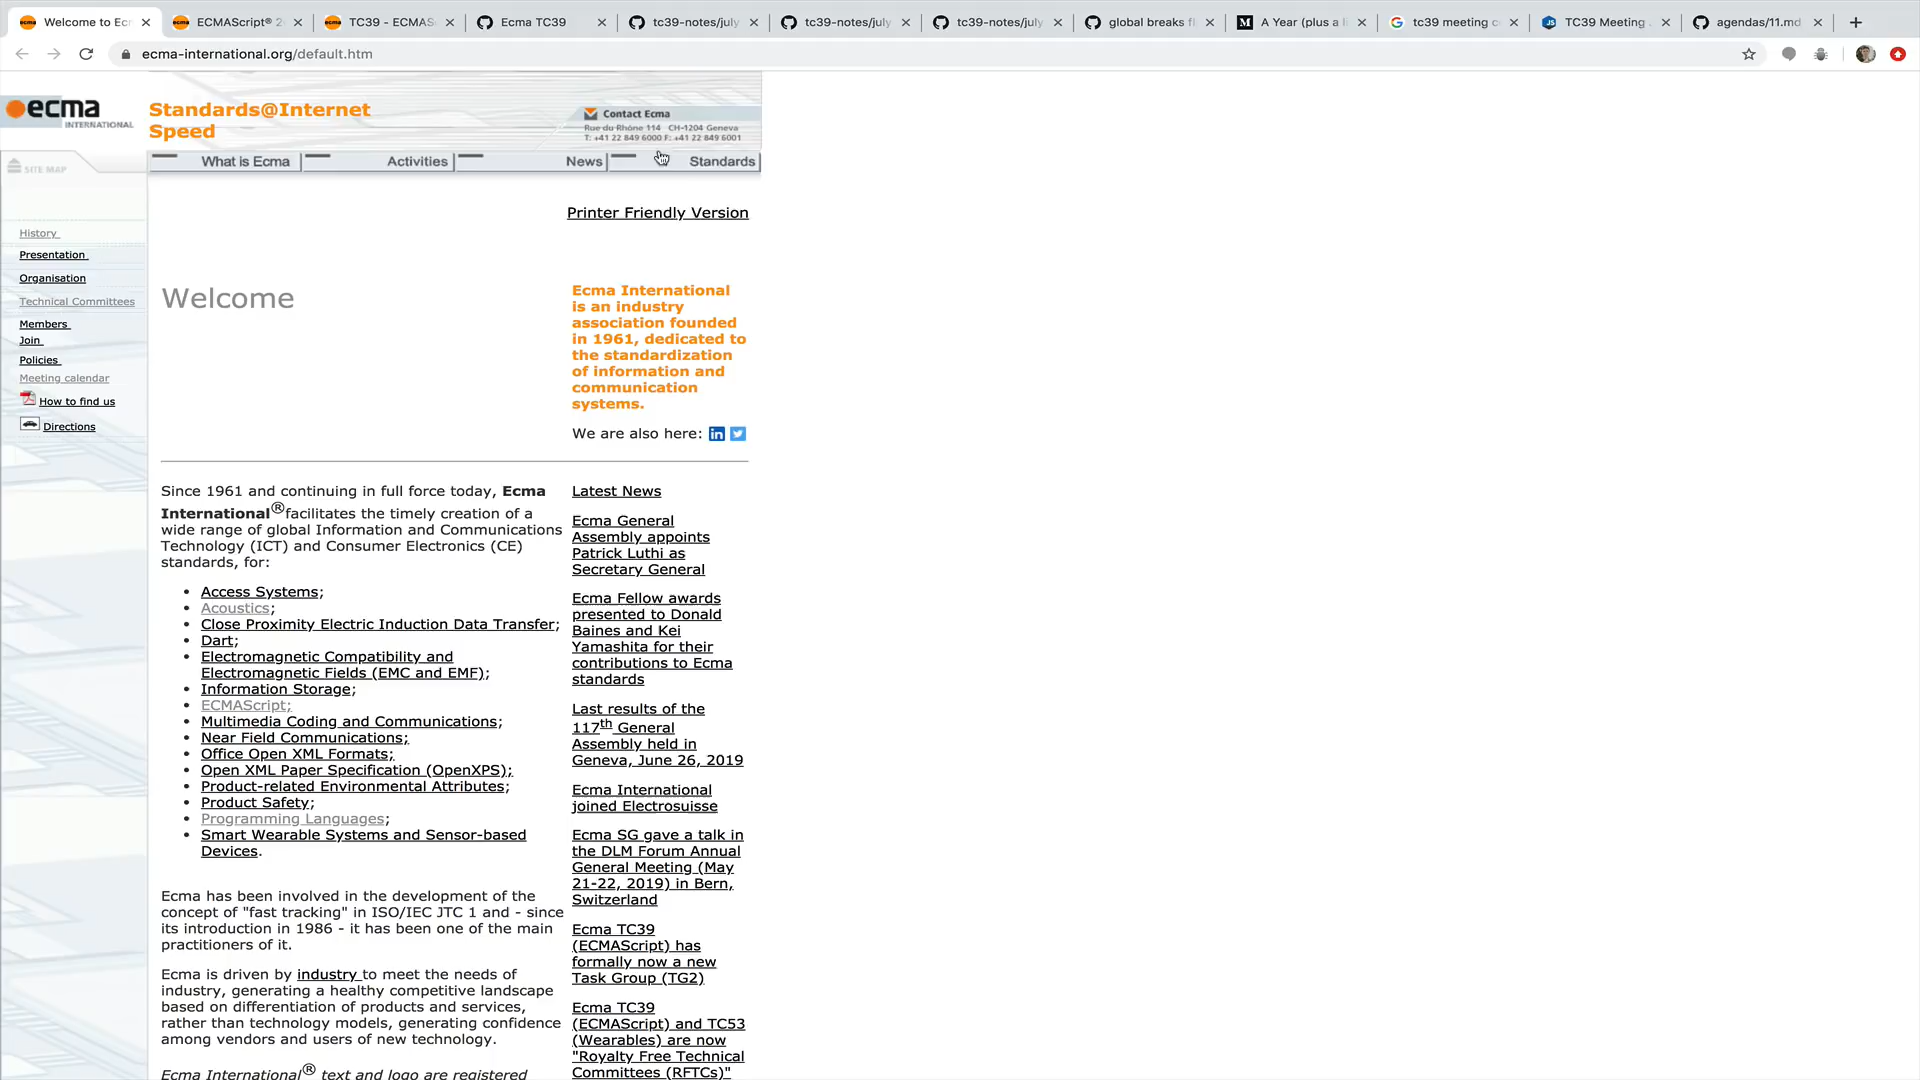 Welcome to Ec
ECMAScript® 2
TC39 - ECMAS
Ecma TC39
tc39-notes/july
tc39-notes/july
tc39-notes/july
global breaks f
A Year (plus a li
tc39 meeting c
TC39 Meeting
agendas/11.md
ecma-international.org/default.htm
ecma
INTERNATIONAL
Standards@Internet
Speed
Contact Ecma
Rue du Rhône 114 CH-1204 Geneva
T: +41 22 849 6000 F: +41 22 849 6001
SITE MAP
What is Ecma
Activities
News
Standards
Printer Friendly Version
History
Presentation
Organisation
Technical Committees
Members
Join
Policies
Meeting calendar
How to find us
Directions
Welcome
Ecma International
is an industry
association founded
in 1961, dedicated to
the standardization
of information and
communication
systems.
We are also here:
Since 1961 and continuing in full force today, Ecma
International® facilitates the timely creation of a
wide range of global Information and Communications
Technology (ICT) and Consumer Electronics (CE)
standards, for:
• Access Systems;
• Acoustics;
• Close Proximity Electric Induction Data Transfer;
• Dart;
• Electromagnetic Compatibility and
Electromagnetic Fields (EMC and EMF);
• Information Storage;
• ECMAScript;
• Multimedia Coding and Communications;
• Near Field Communications;
• Office Open XML Formats;
• Open XML Paper Specification (OpenXPS);
• Product-related Environmental Attributes;
• Product Safety;
• Programming Languages;
• Smart Wearable Systems and Sensor-based
Devices.
Ecma has been involved in the development of the
concept of "fast tracking" in ISO/IEC JTC 1 and - since
its introduction in 1986 - it has been one of the main
practitioners of it.
Ecma is driven by industry to meet the needs of
industry, generating a healthy competitive landscape
based on differentiation of products and services,
rather than technology models, generating confidence
among vendors and users of new technology.
Ecma International® text and logo are registered
Latest News
Ecma General
Assembly appoints
Patrick Luthi as
Secretary General
Ecma Fellow awards
presented to Donald
Baines and Kei
Yamashita for their
contributions to Ecma
standards
Last results of the
117th General
Assembly held in
Geneva, June 26, 2019
Ecma International
joined Electrosuisse
Ecma SG gave a talk in
the DLM Forum Annual
General Meeting (May
21-22, 2019) in Bern,
Switzerland
Ecma TC39
(ECMAScript) has
formally now a new
Task Group (TG2)
Ecma TC39
(ECMAScript) and TC53
(Wearables) are now
"Royalty Free Technical
Committees (RFTCs)"